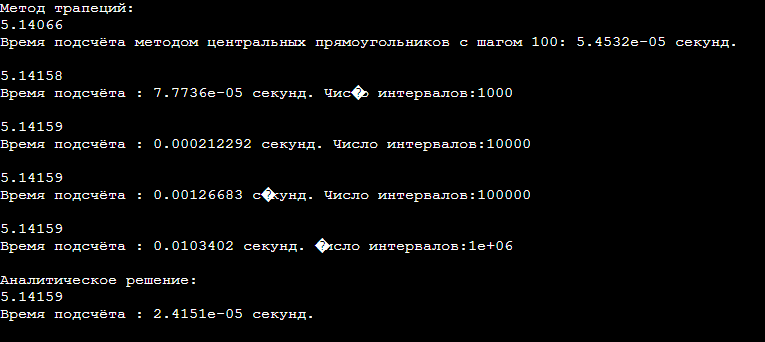 Метод трапеций:
5.14066
Время подсчёта методом центральных прямоугольников с шагом 100: 5.4532e-05 секунд.
5.14158
Время подсчёта : 7.7736e-05 секунд. Чис�о интервалов:1000
5.14159
Время подсчёта : 0.000212292 секунд. Число интервалов:10000
5.14159
Время подсчёта : 0.00126683 с�кунд. Число интервалов:100000
5.14159
Время подсчёта : 0.0103402 секунд. �исло интервалов:1e+06
Аналитическое решение:
5.14159
Время подсчёта : 2.4151e-05 секунд.